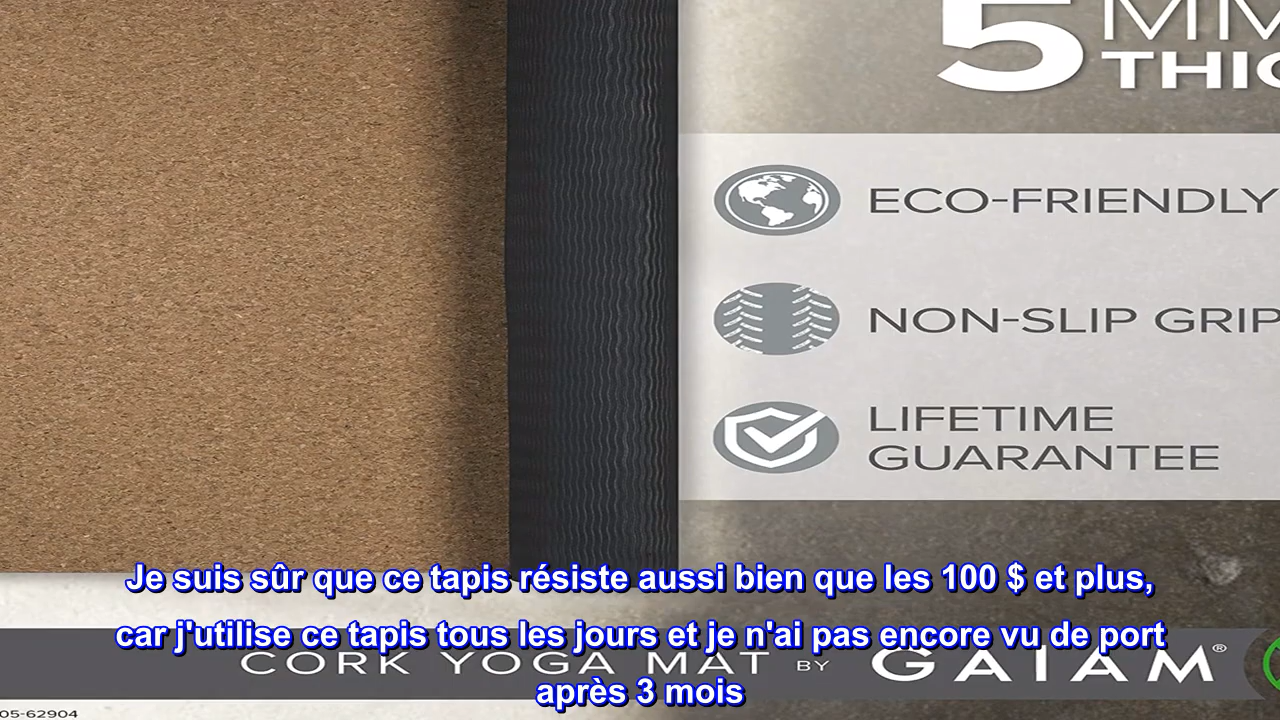 5 MM
THIC
ECO-FRIENDLY
NON-SLIP GRIP
LIFETIME
GUARANTEE
Je suis sûr que ce tapis résiste aussi bien que les 100 $ et plus,
car j'utilise ce tapis tous les jours et je n'ai pas encore vu de port
CORK YOGA MAT BY GAIAM®
après 3 mois
05-62904